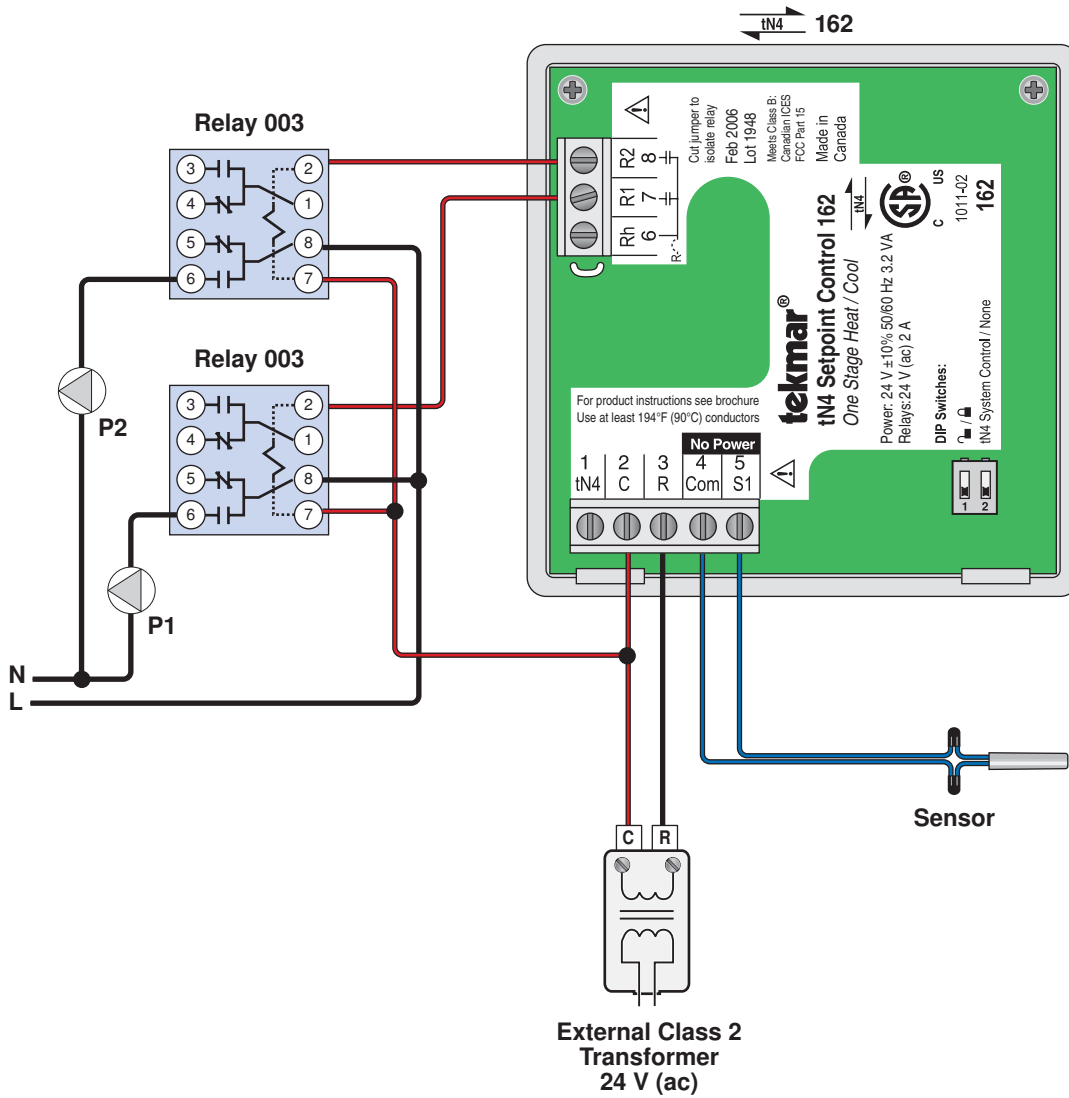 tN4 162
Relay 003
3 2
4 1
5 8
6 7
P2
Relay 003
3 2
4 1
5 8
6 7
P1
N
L
R2 8
R1 7
Rh 6
R
Cut jumper to
isolate relay
Feb 2006
Lot 1948
Meets Class B:
Canadian ICES
FCC Part 15
Made in
Canada
tekmar®
tN4 Setpoint Control 162
One Stage Heat / Cool
tN4
Power: 24 V ±10% 50/60 Hz 3.2 VA
Relays:24 V (ac) 2 A
SA®
C US
1011-02
162
DIP Switches:
/
tN4 System Control / None
1 2
For product instructions see brochure
Use at least 194°F (90°C) conductors
No Power
1 2 3 4 5
tN4 C R Com S1
C R
Sensor
External Class 2
Transformer
24 V (ac)